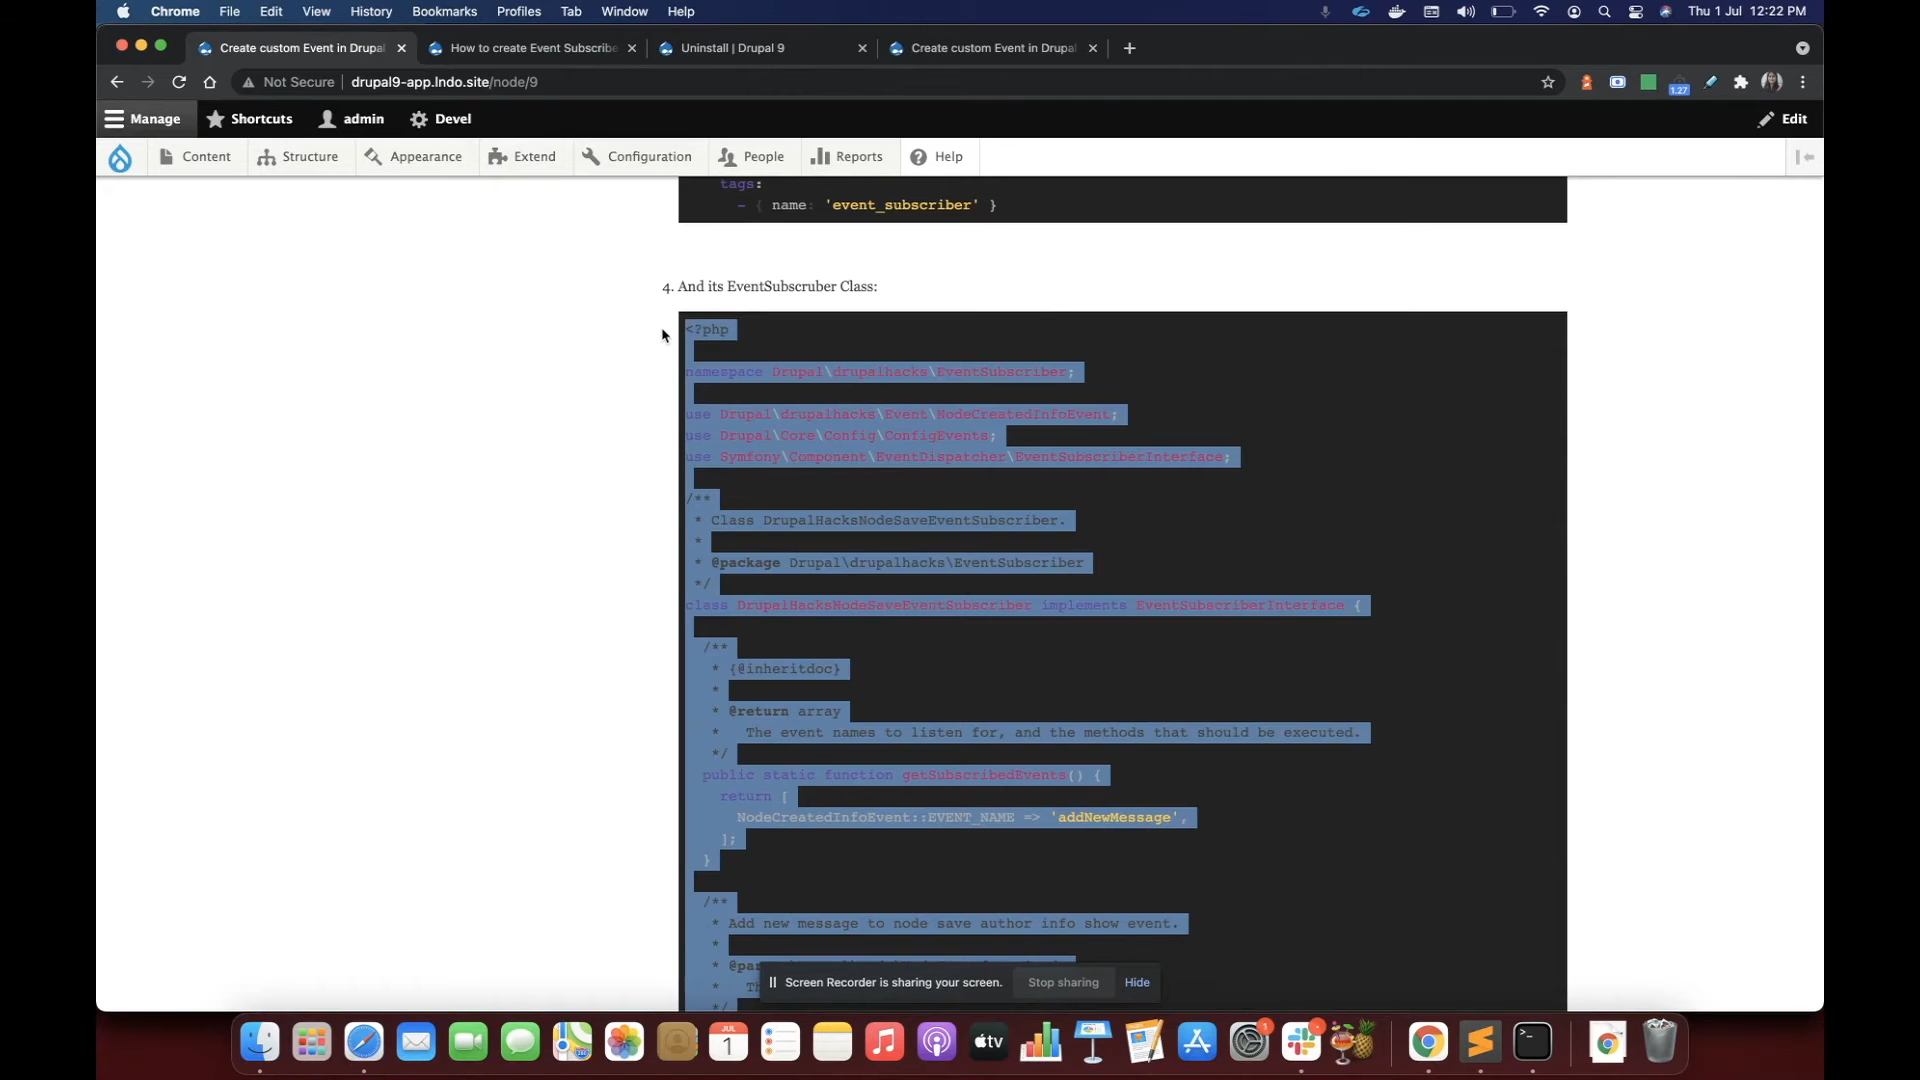 Chrome File Edit View History Bookmarks Profiles Tab Window Help Thu 1 Jul 12:22 PM
Create custom Event in Drupal How to create Event Subscribe Uninstall | Drupal 9 Create custom Event in Drupal
Not Secure drupal9-app.lndo.site/node/9 1.27
Manage Shortcuts admin Devel Edit
Content Structure Appearance Extend Configuration People Reports Help
tags:
- { name: 'event_subscriber' }
4. And its EventSubscruber Class:
<?php
namespace Drupal\drupalhacks\EventSubscriber;
use Drupal\drupalhacks\Event\NodeCreatedInfoEvent;
use Drupal\Core\Config\ConfigEvents;
use Symfony\Component\EventDispatcher\EventSubscriberInterface;
/**
* Class DrupalHacksNodeSaveEventSubscriber.
*
* @package Drupal\drupalhacks\EventSubscriber
*/
class DrupalHacksNodeSaveEventSubscriber implements EventSubscriberInterface {
/**
* {@inheritdoc}
*
* @return array
* The event names to listen for, and the methods that should be executed.
*/
public static function getSubscribedEvents() {
return [
NodeCreatedInfoEvent::EVENT_NAME => 'addNewMessage',
];
}
/**
* Add new message to node save author info show event.
*
Screen Recorder is sharing your screen. Stop sharing Hide
*/
JUL
1
tv
1